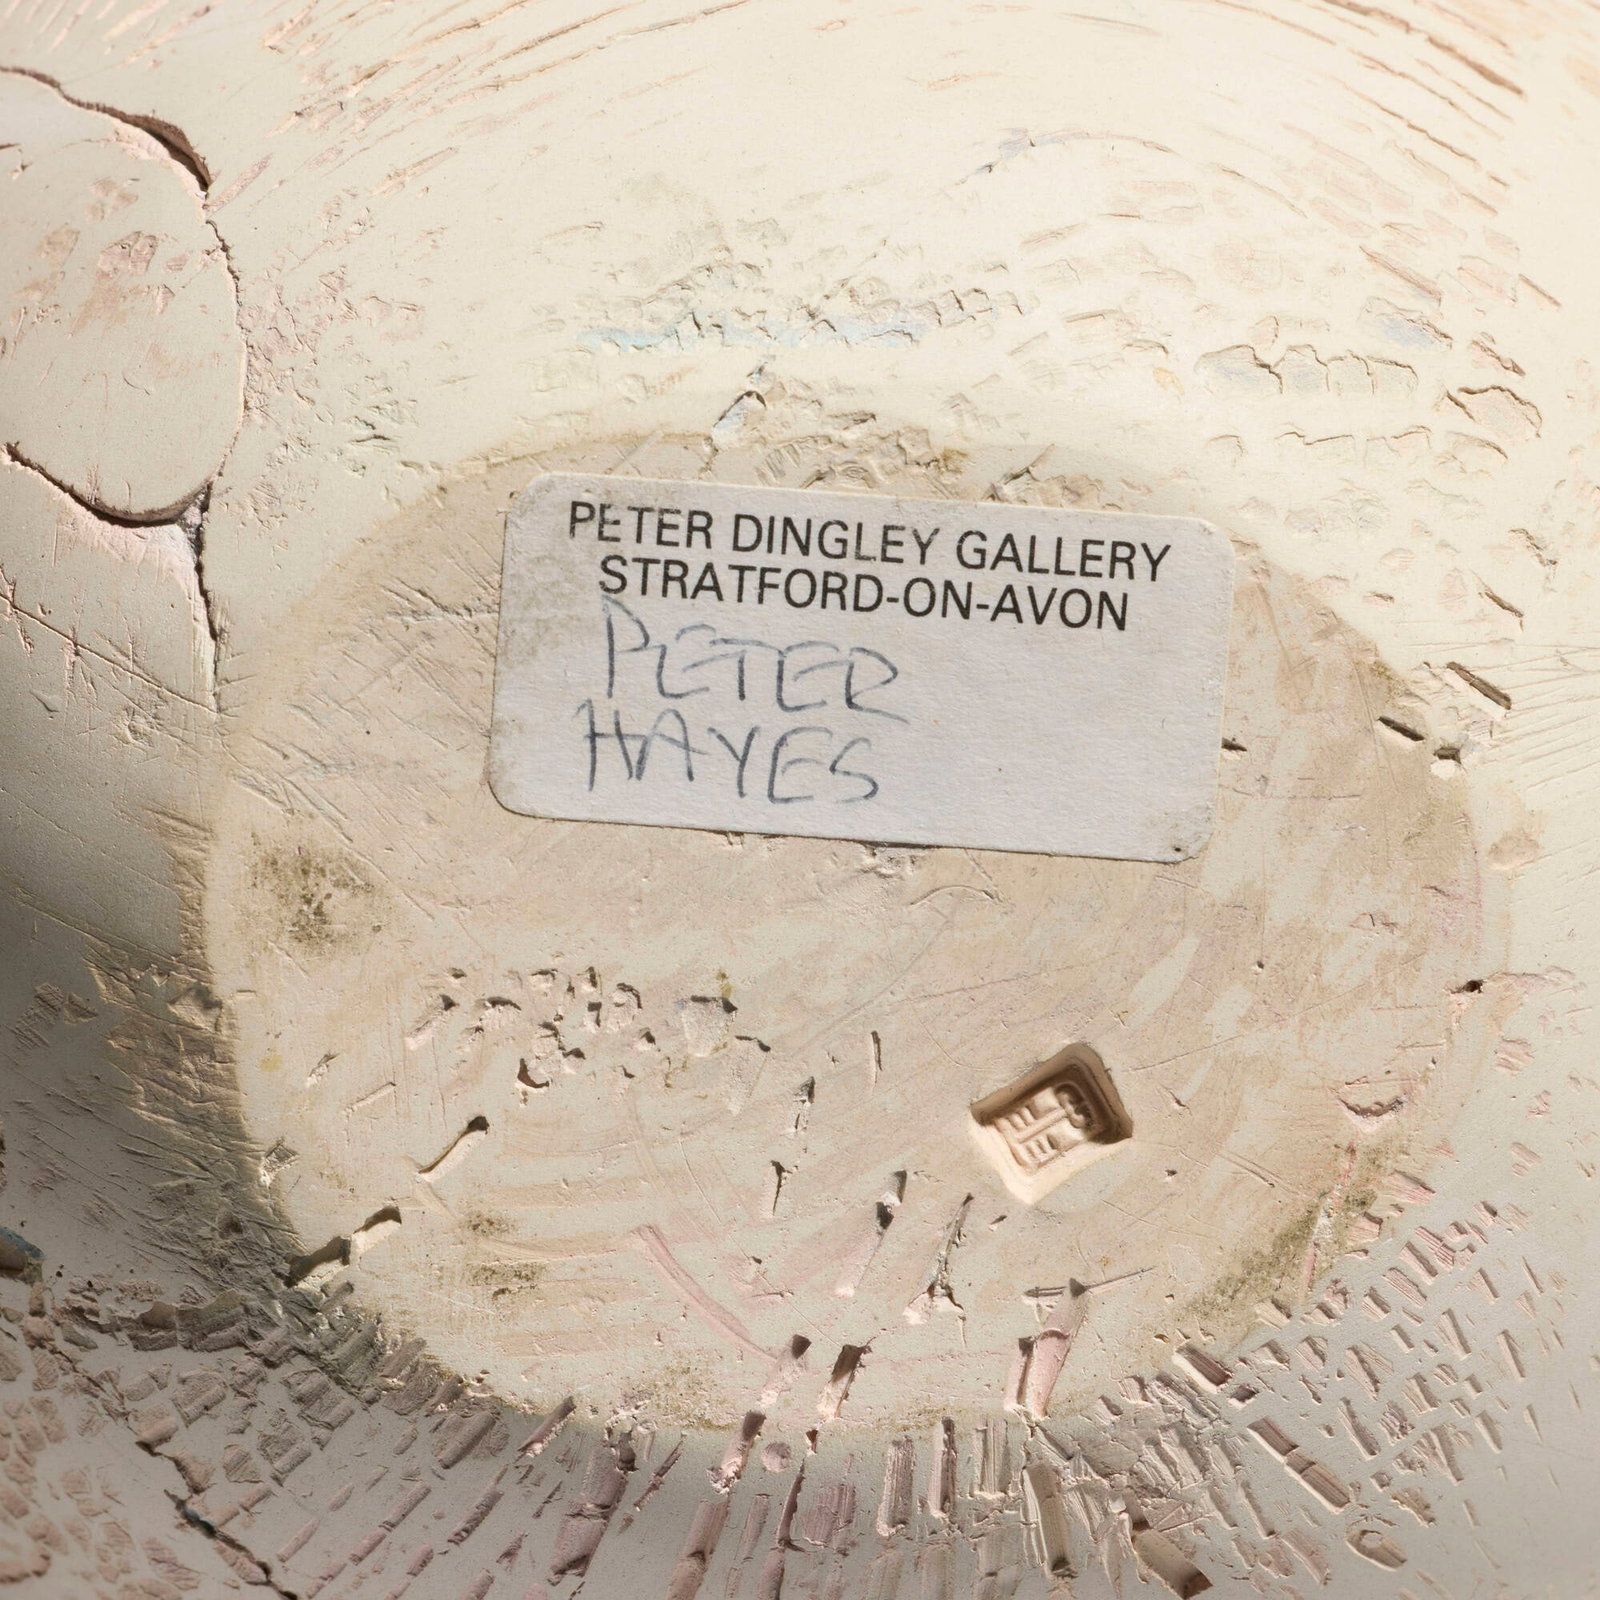 PETER DINGLEY GALLERY
STRATFORD-ON-AVON
PETER
HAYES